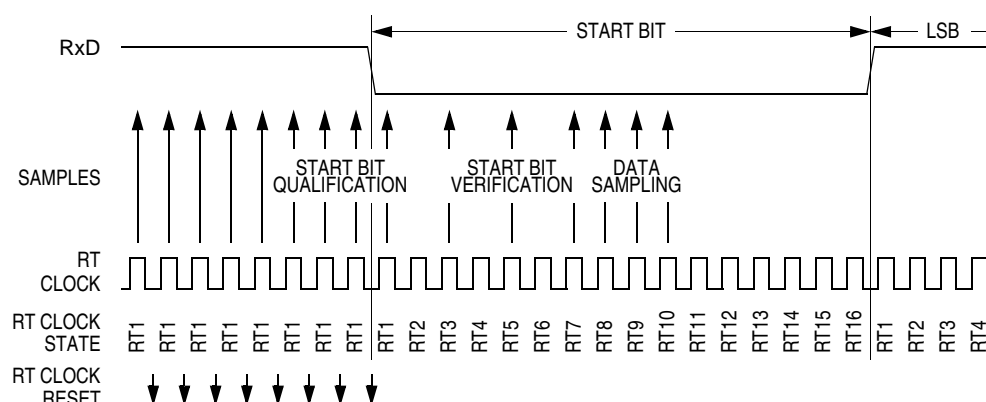 START BIT
LSB
RxD
SAMPLES
START BIT
QUALIFICATION
START BIT
VERIFICATION
DATA
SAMPLING
RT
CLOCK
RT CLOCK
STATE
RT1 RT1 RT1 RT1 RT1 RT1 RT1 RT1 RT1 RT2 RT3 RT4 RT5 RT6 RT7 RT8 RT9 RT10 RT11 RT12 RT13 RT14 RT15 RT16 RT1 RT2 RT3 RT4
RT CLOCK
RESET